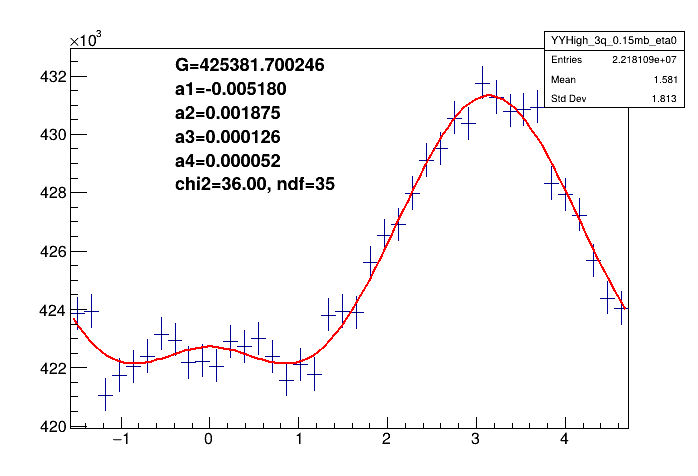 ×10³
YYHigh_3q_0.15mb_eta0
Entries 2.218109e+07
Mean 1.581
Std Dev 1.813
G=425381.700246
a1=-0.005180
a2=0.001875
a3=0.000126
a4=0.000052
chi2=36.00, ndf=35
432
430
428
426
424
422
420
−1 0 1 2 3 4